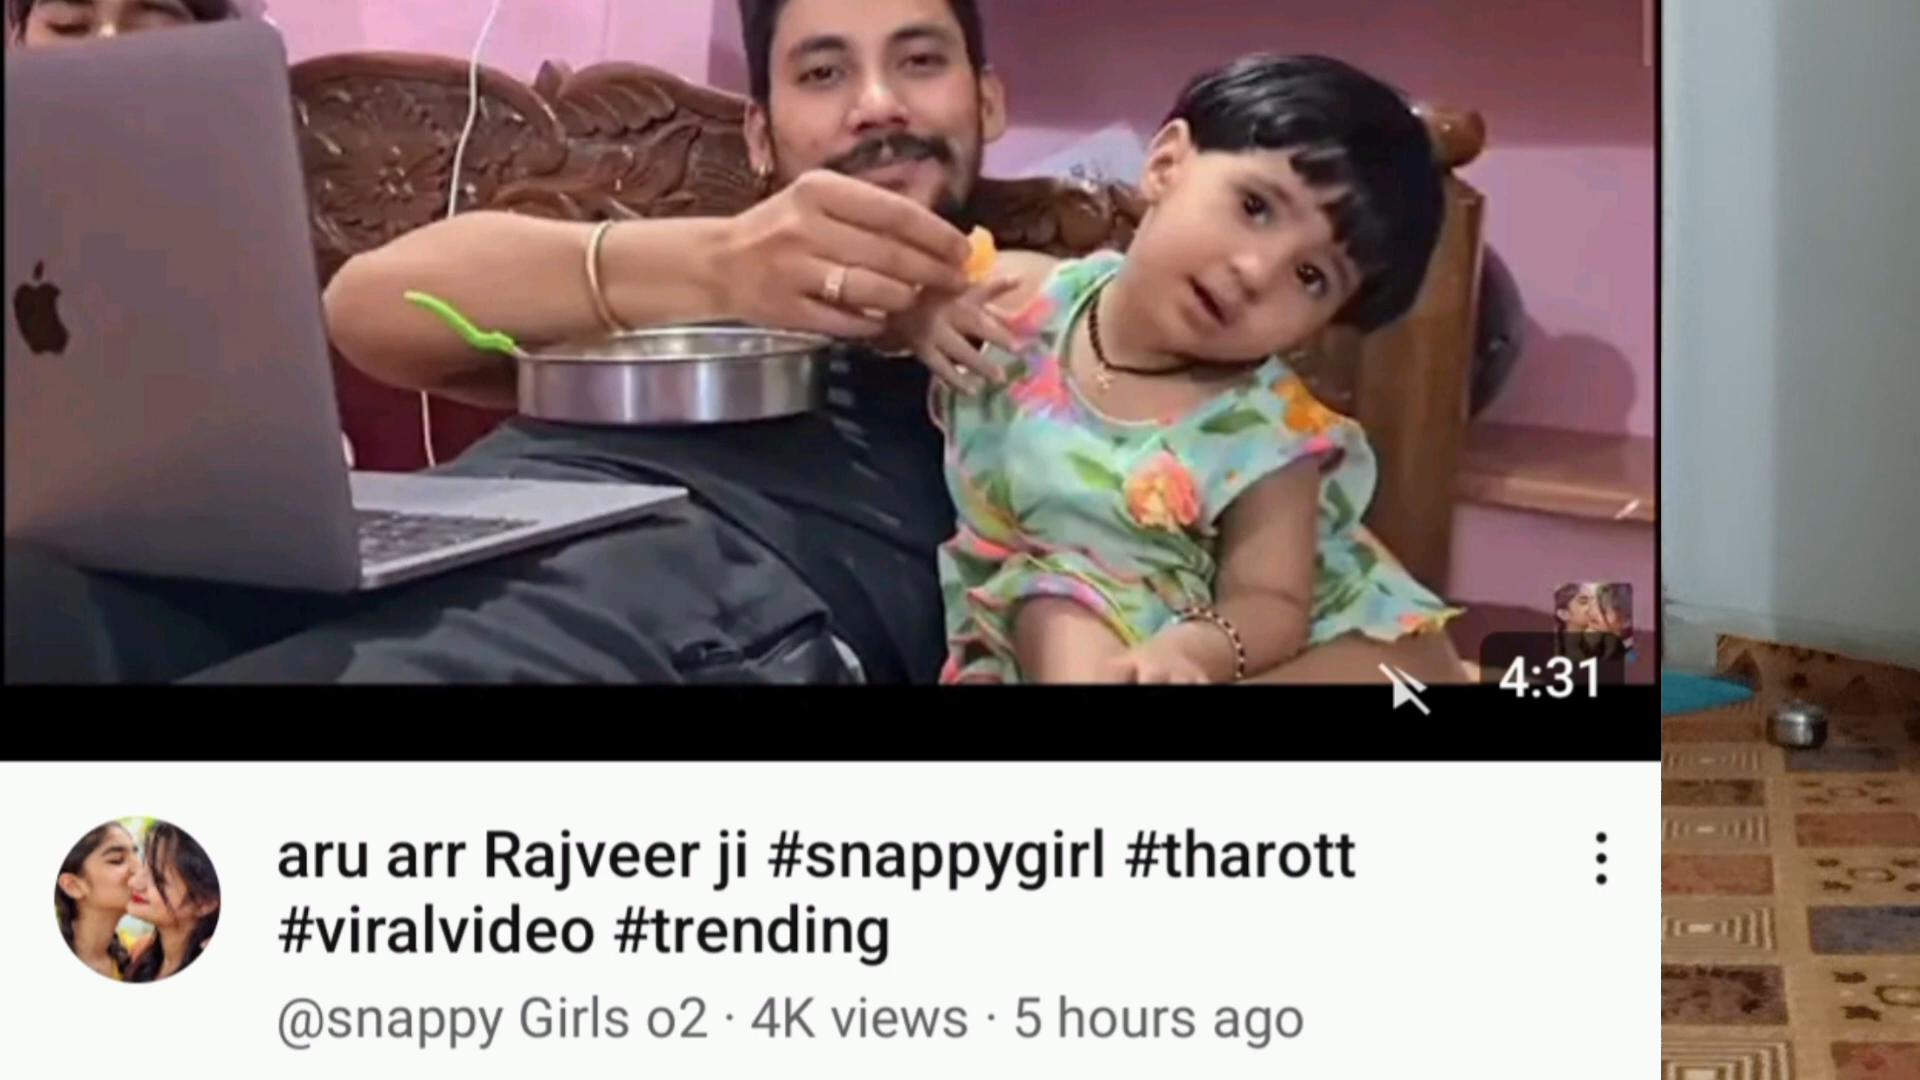 4:31
aru arr Rajveer ji #snappygirl #tharott
#viralvideo #trending
@snappy Girls o2 · 4K views · 5 hours ago